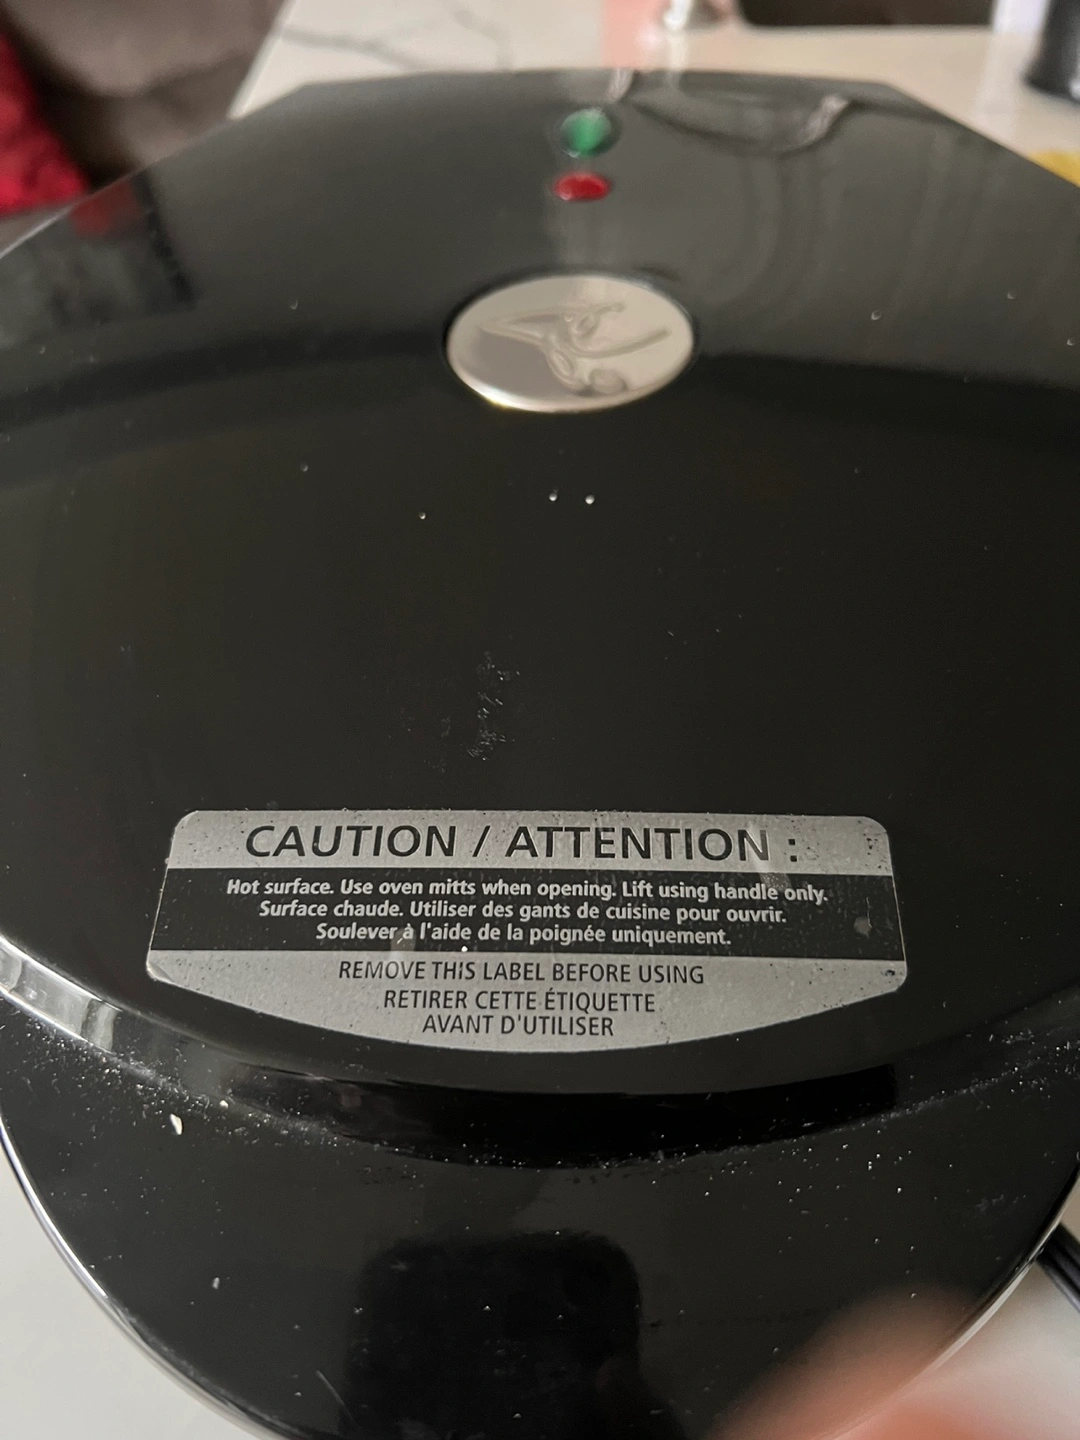 CAUTION / ATTENTION :
Hot surface. Use oven mitts when opening. Lift using handle only.
Surface chaude. Utiliser des gants de cuisine pour ouvrir.
Soulever à l'aide de la poignée uniquement.
REMOVE THIS LABEL BEFORE USING
RETIRER CETTE ÉTIQUETTE
AVANT D'UTILISER